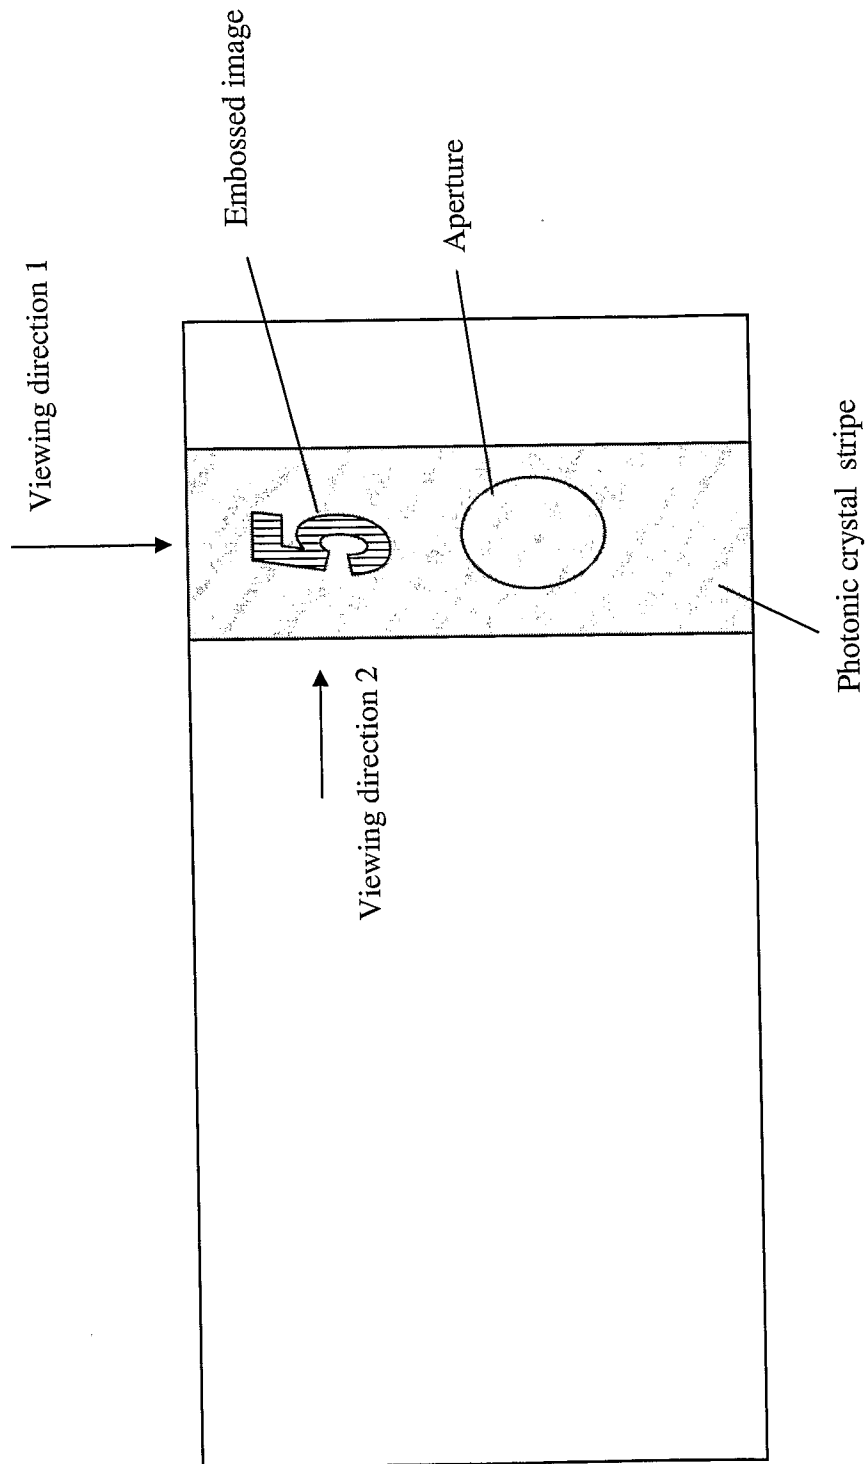 Viewing direction 1
Embossed image
5
Aperture
Viewing direction 2
Photonic crystal stripe